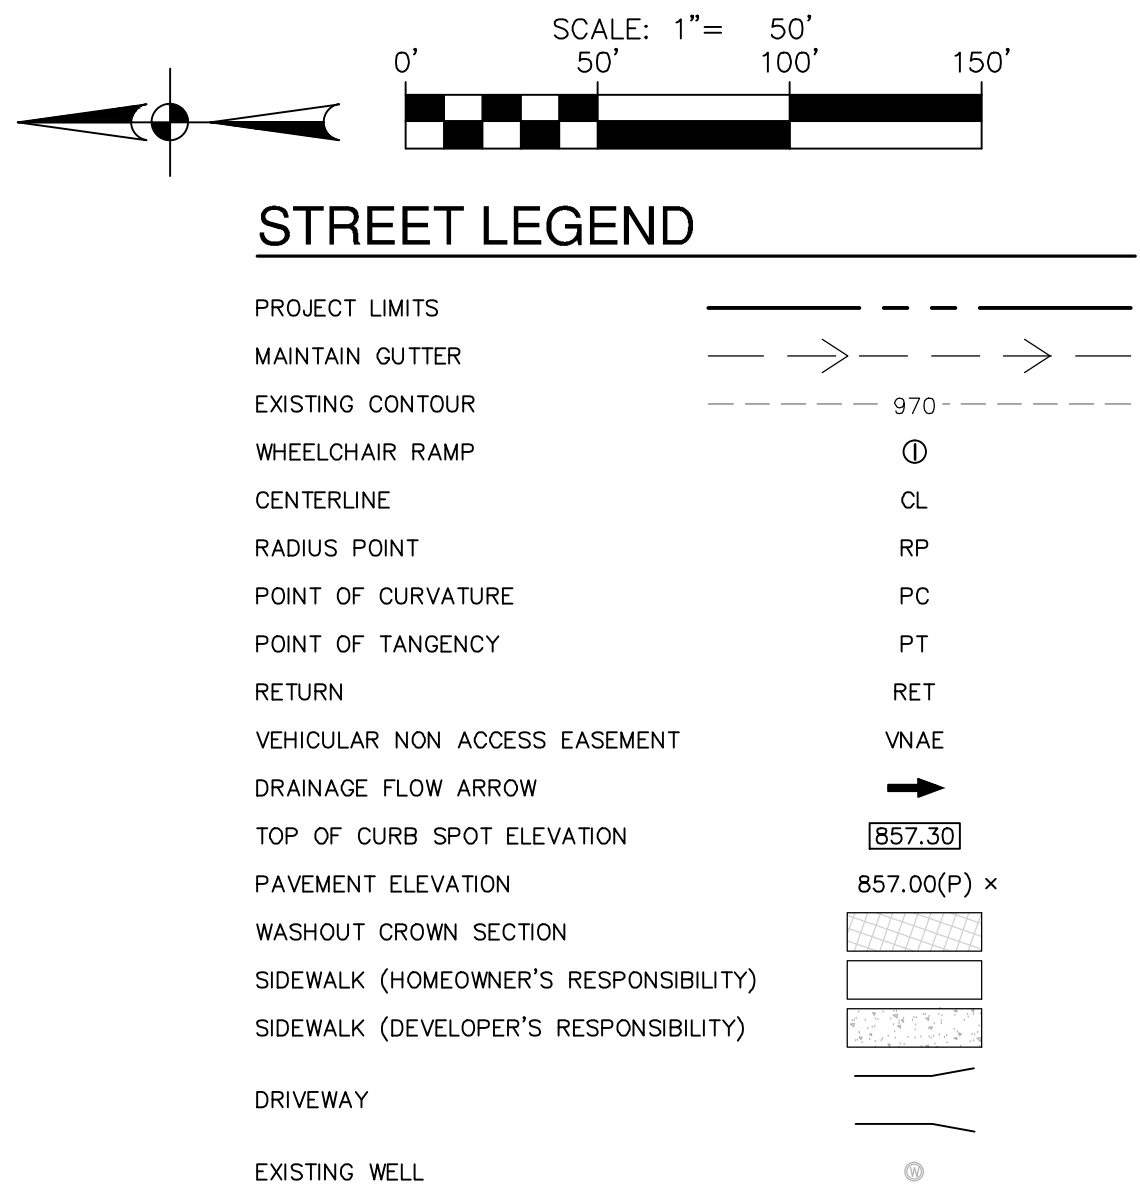 SCALE: 1"= 50'
0' 50' 100' 150'
STREET LEGEND
PROJECT LIMITS
MAINTAIN GUTTER
EXISTING CONTOUR 970
WHEELCHAIR RAMP
CENTERLINE CL
RADIUS POINT RP
POINT OF CURVATURE PC
POINT OF TANGENCY PT
RETURN RET
VEHICULAR NON ACCESS EASEMENT VNAE
DRAINAGE FLOW ARROW
TOP OF CURB SPOT ELEVATION 857.30
PAVEMENT ELEVATION 857.00(P) ×
WASHOUT CROWN SECTION
SIDEWALK (HOMEOWNER'S RESPONSIBILITY)
SIDEWALK (DEVELOPER'S RESPONSIBILITY)
DRIVEWAY
EXISTING WELL W